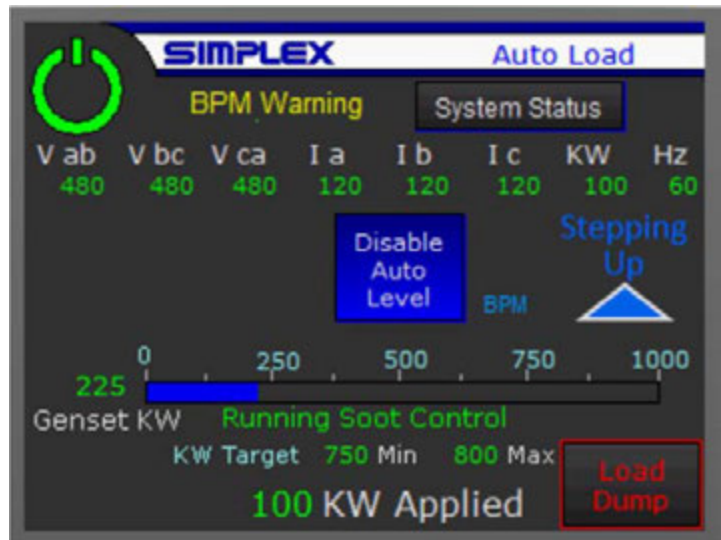 SIMPLEX Auto Load
BPM Warning System Status
V ab V bc V ca I a I b I c KW Hz
480 480 480 120 120 120 100 60
Disable
Auto
Level
BPM
Stepping
Up
0 250 500 750 1000
225
Genset KW Running Soot Control
KW Target 750 Min 800 Max
100 KW Applied
Load
Dump